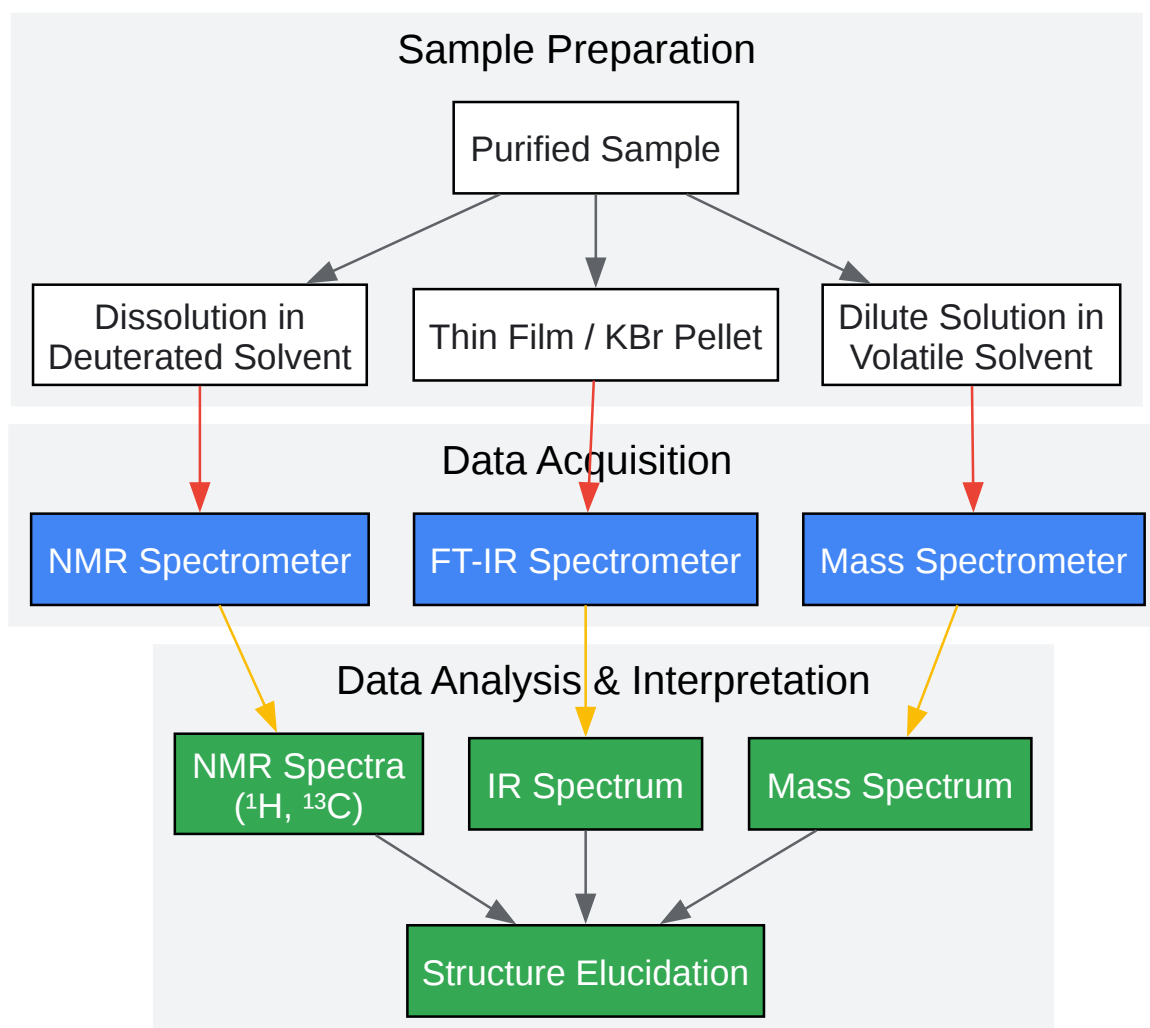 Sample Preparation
Purified Sample
Dissolution in
Deuterated Solvent
Thin Film / KBr Pellet
Dilute Solution in
Volatile Solvent
Data Acquisition
NMR Spectrometer
FT-IR Spectrometer
Mass Spectrometer
Data Analysis & Interpretation
NMR Spectra
(¹H, ¹³C)
IR Spectrum
Mass Spectrum
Structure Elucidation